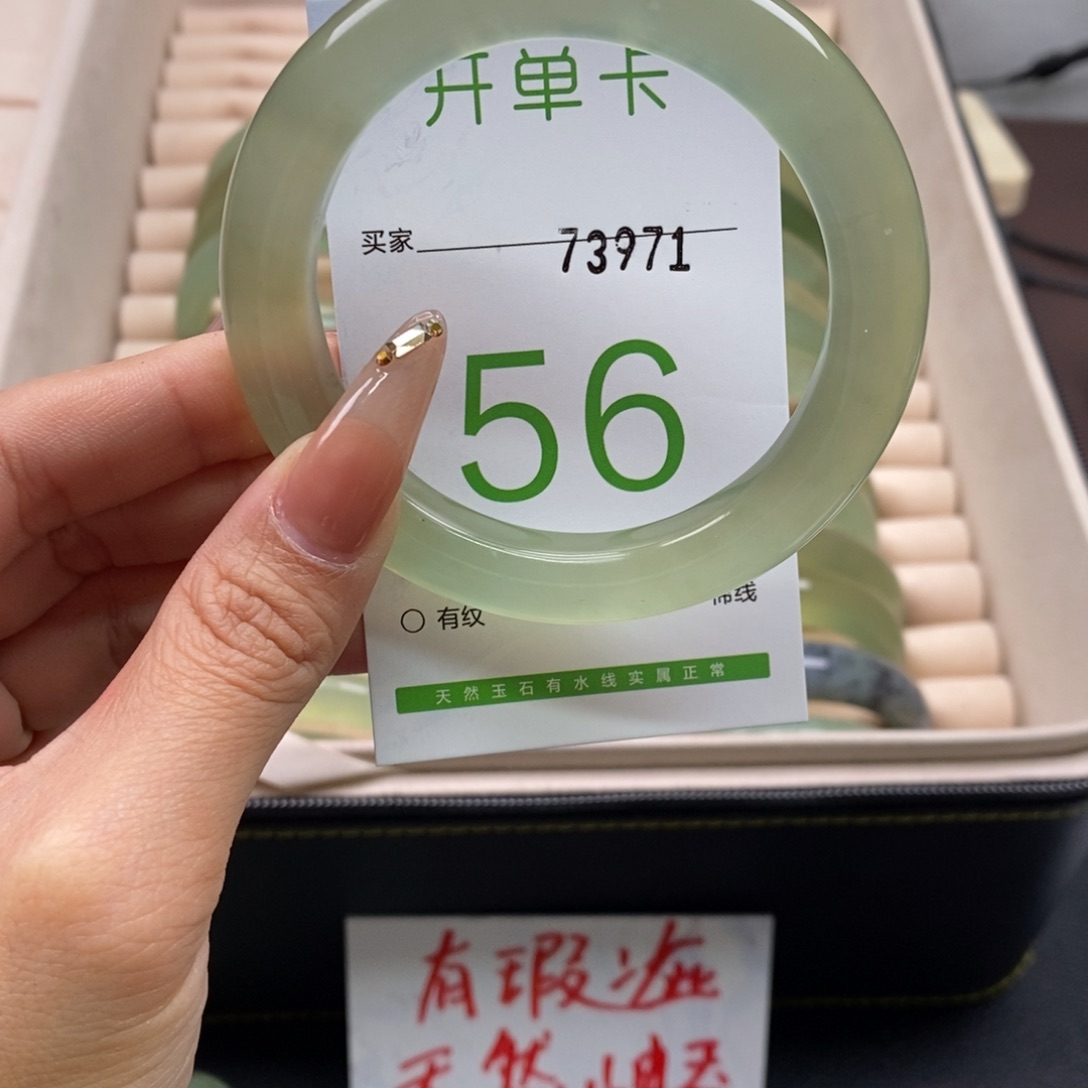 开单卡
买家 73971
56
○ 有纹
线
天然玉石有水线实属正常
有瑕疵
天然